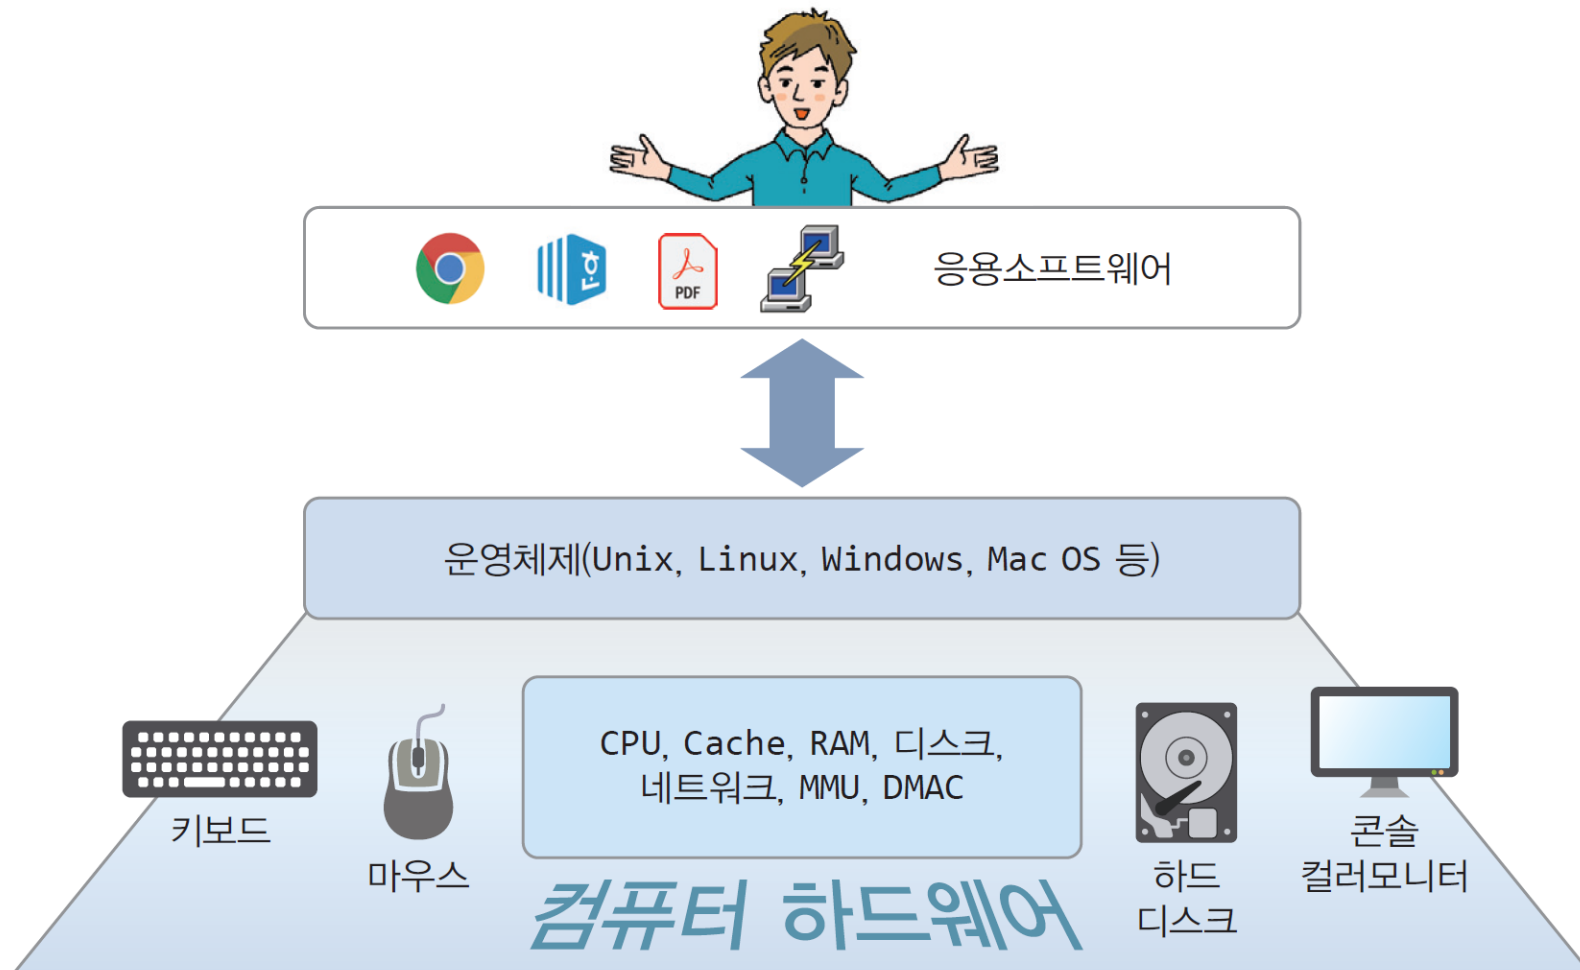 한
PDF
응용소프트웨어
운영체제(Unix, Linux, Windows, Mac OS 등)
CPU, Cache, RAM, 디스크,
네트워크, MMU, DMAC
키보드
마우스
하드
디스크
콘솔
컬러모니터
컴퓨터 하드웨어